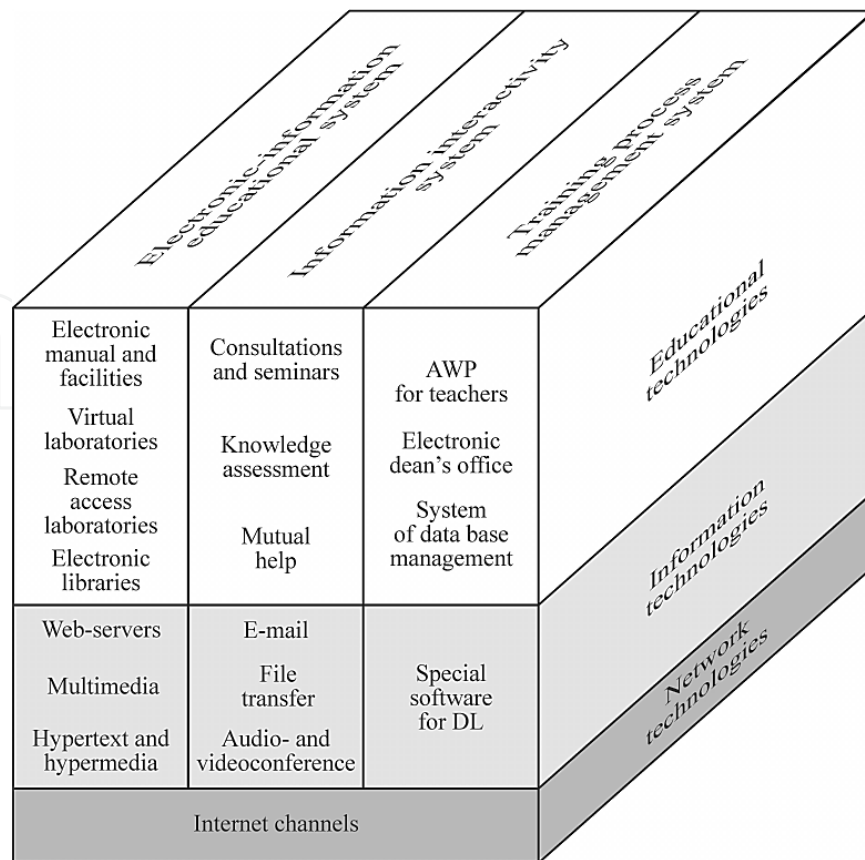 Electronic-information
educational system
Information interactivity
system
Training process
management system
Electronic
manual and
facilities
Virtual
laboratories
Remote
access
laboratories
Electronic
libraries
Consultations
and seminars
Knowledge
assessment
Mutual
help
AWP
for teachers
Electronic
dean's office
System
of data base
management
Educational
technologies
Web-servers
Multimedia
Hypertext and
hypermedia
E-mail
File
transfer
Audio- and
videoconference
Special
software
for DL
Information
technologies
Internet channels
Network
technologies